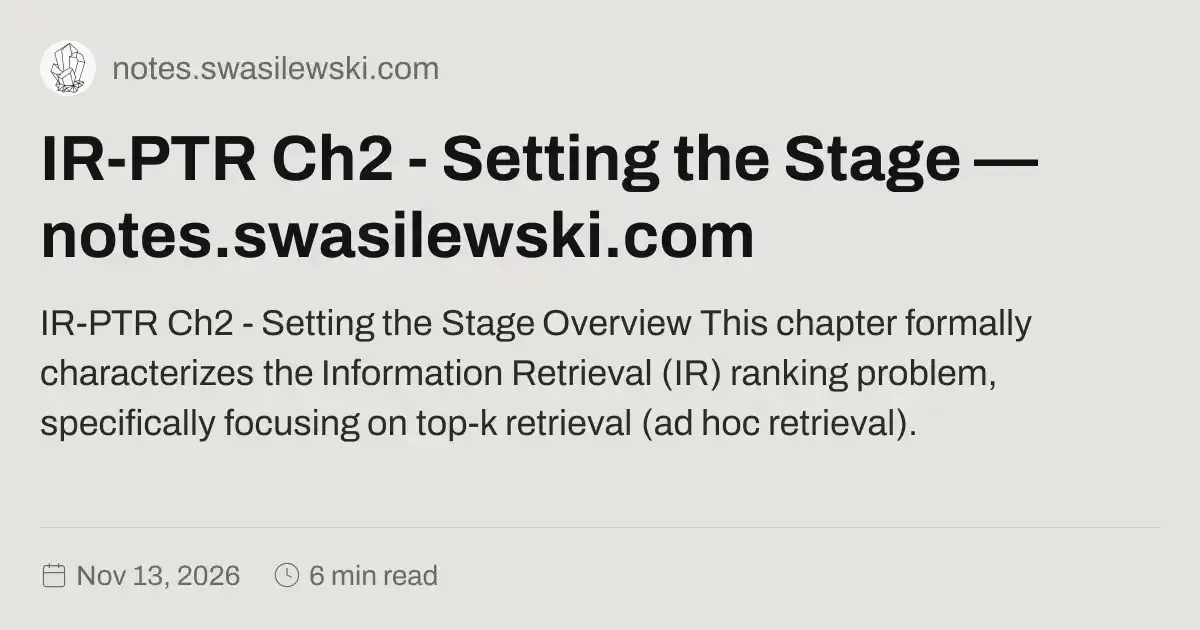 notes.swasilewski.com
IR-PTR Ch2 - Setting the Stage —
notes.swasilewski.com
IR-PTR Ch2 - Setting the Stage Overview This chapter formally
characterizes the Information Retrieval (IR) ranking problem,
specifically focusing on top-k retrieval (ad hoc retrieval).
Nov 13, 2026 6 min read